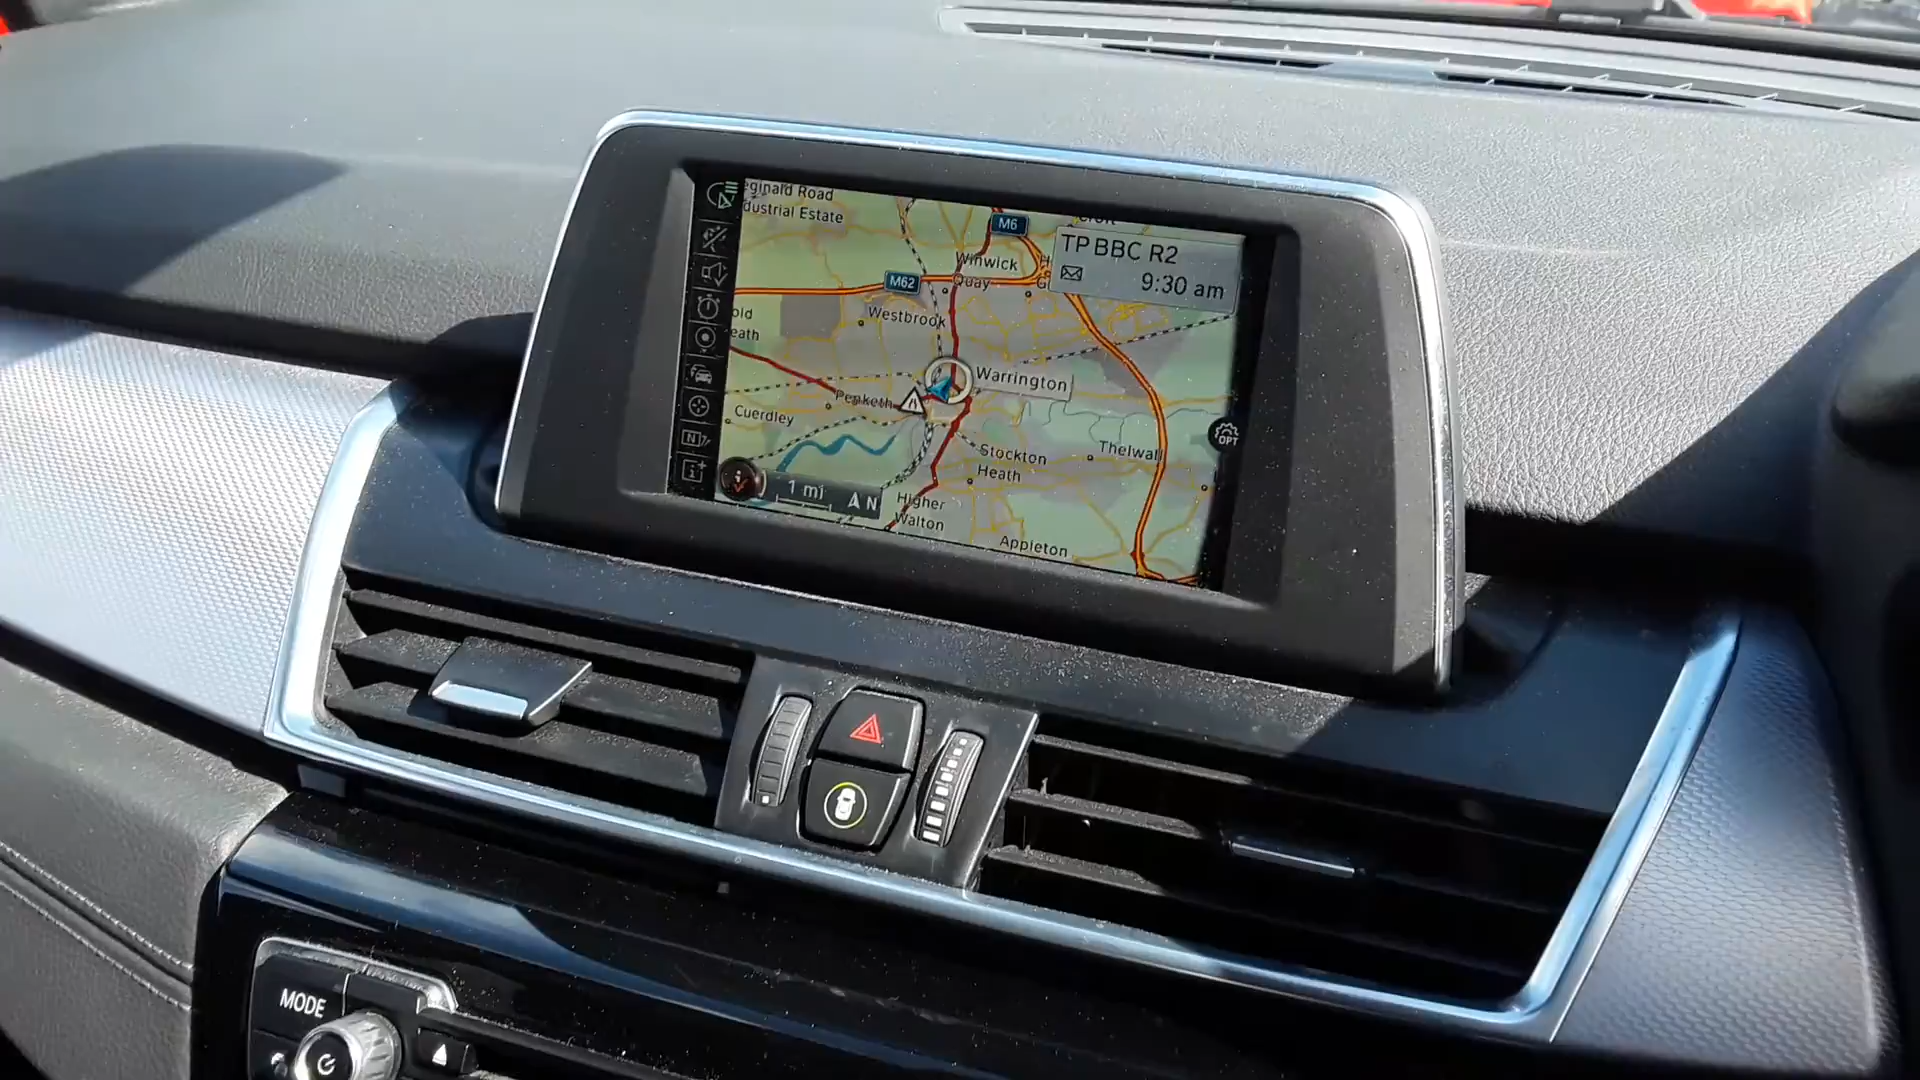 eginald Road
dustrial Estate
M6
TP BBC R2
9:30 am
Winwick
Quay
M62
Westbrook
old
eath
Warrington
Penketh
Cuerdley
Stockton
Heath
Thelwall
OPT
1 mi
N
Higher
Walton
Appleton
MODE